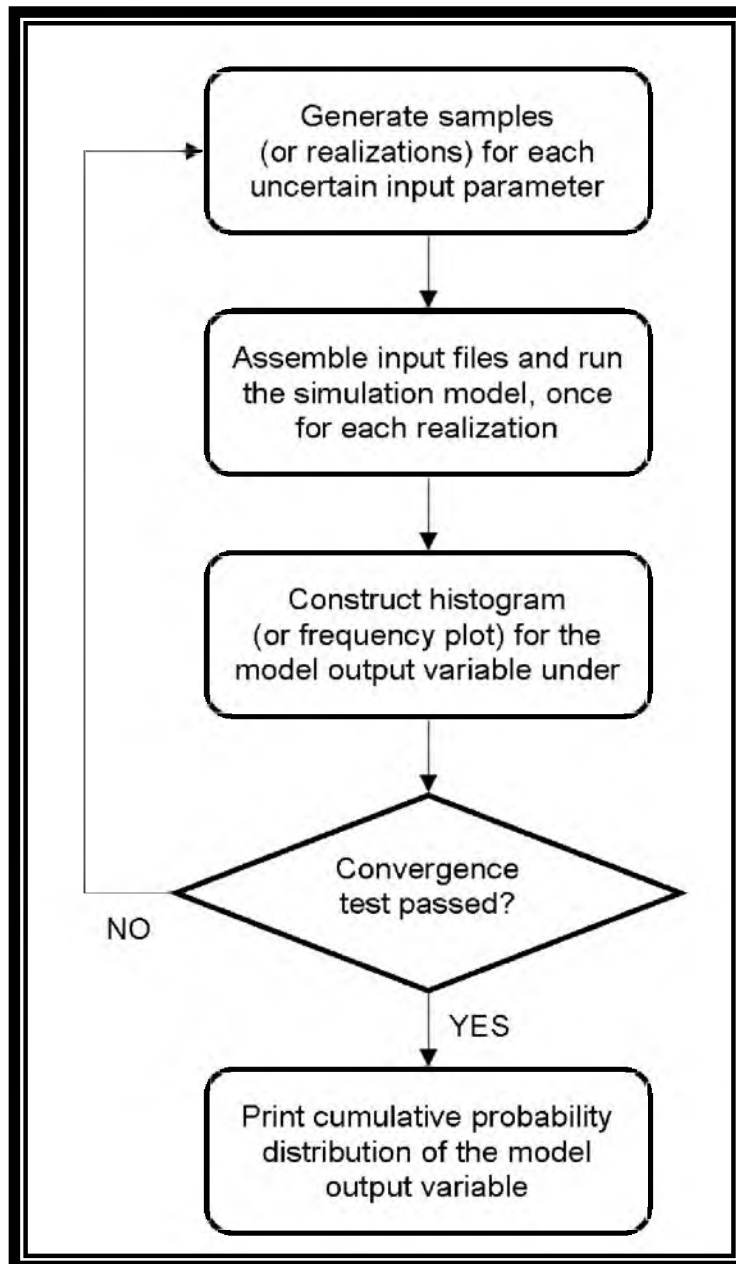 Generate samples
(or realizations) for each
uncertain input parameter
Assemble input files and run
the simulation model, once
for each realization
Construct histogram
(or frequency plot) for the
model output variable under
Convergence
test passed?
NO
YES
Print cumulative probability
distribution of the model
output variable